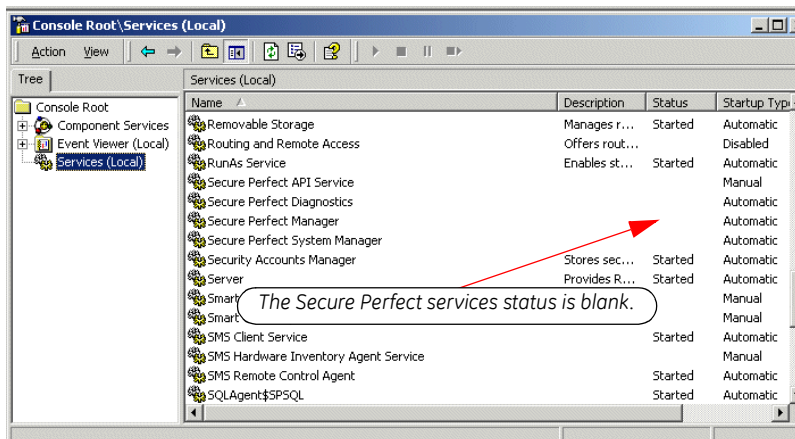 Console Root\Services (Local)
Action View
Tree Services (Local)
Console Root
Component Services
Event Viewer (Local)
Services (Local)
Name Description Status Startup Typ
Removable Storage Manages r... Started Automatic
Routing and Remote Access Offers rout... Disabled
RunAs Service Enables st... Started Automatic
Secure Perfect API Service Manual
Secure Perfect Diagnostics Automatic
Secure Perfect Manager Automatic
Secure Perfect System Manager Automatic
Security Accounts Manager Stores sec... Started Automatic
Server Provides R... Started Automatic
Smart Manual
Smart Manual
The Secure Perfect services status is blank.
SMS Client Service Started Automatic
SMS Hardware Inventory Agent Service Manual
SMS Remote Control Agent Started Automatic
SQLAgent$SPSQL Started Automatic